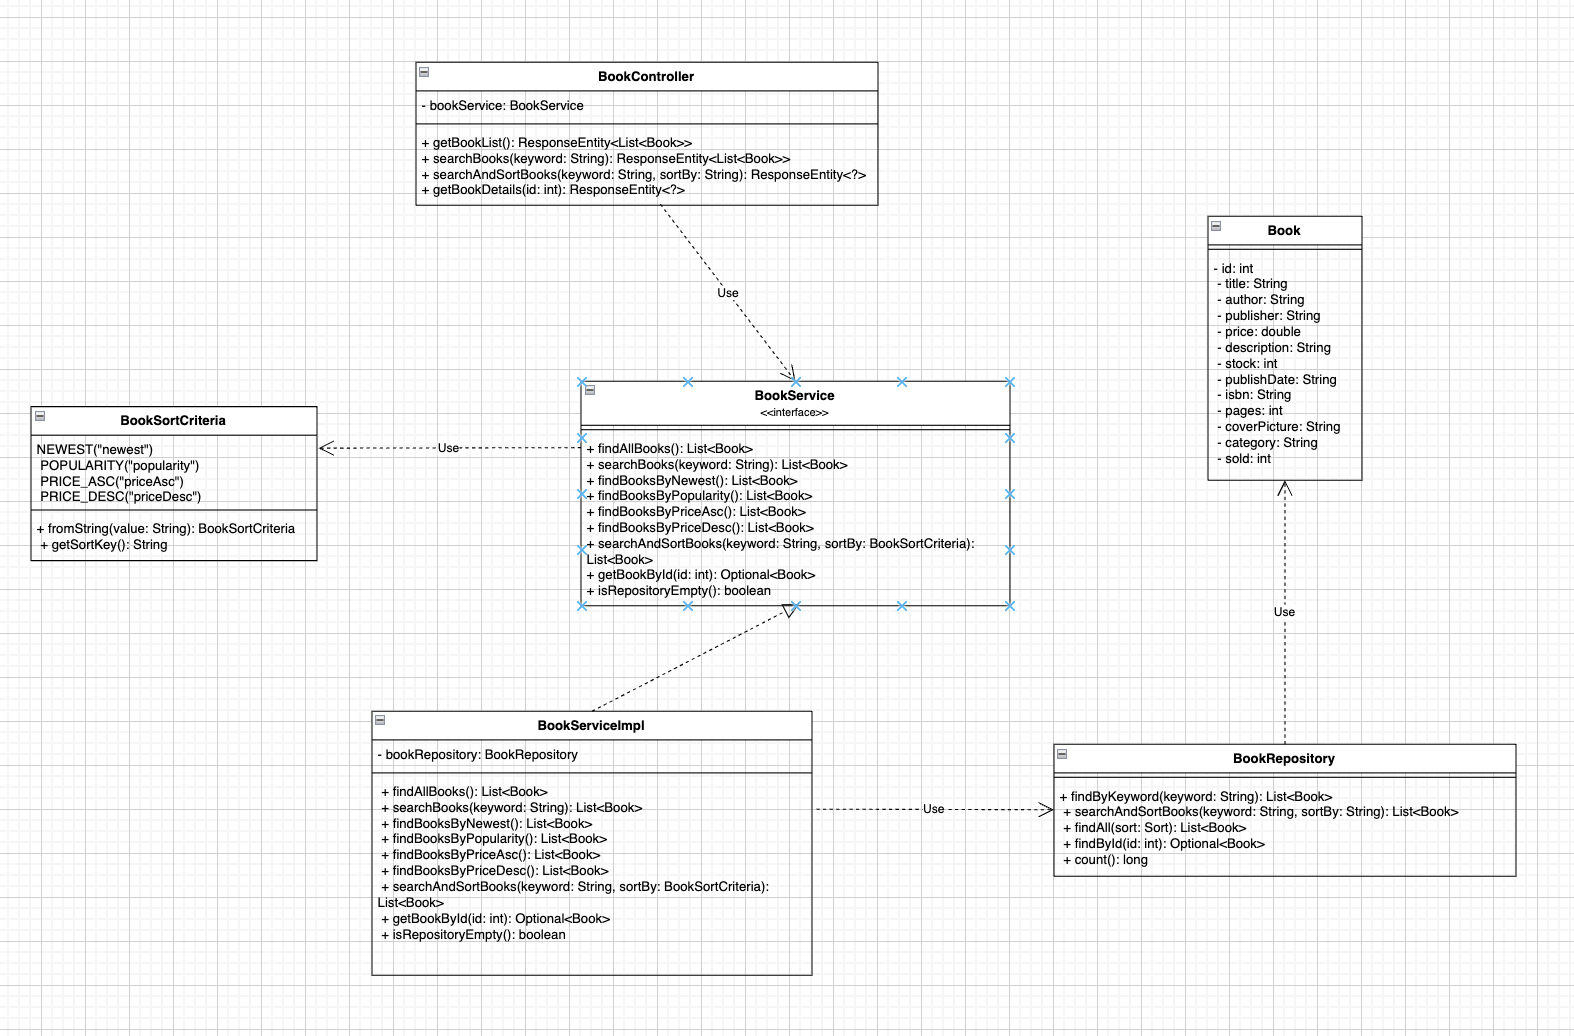 BookController
- bookService: BookService
+ getBookList(): ResponseEntity<List<Book>>
+ searchBooks(keyword: String): ResponseEntity<List<Book>>
+ searchAndSortBooks(keyword: String, sortBy: String): ResponseEntity<?>
+ getBookDetails(id: int): ResponseEntity<?>
Use
Book
- id: int
- title: String
- author: String
- publisher: String
- price: double
- description: String
- stock: int
- publishDate: String
- isbn: String
- pages: int
- coverPicture: String
- category: String
- sold: int
BookSortCriteria
NEWEST("newest")
POPULARITY("popularity")
PRICE_ASC("priceAsc")
PRICE_DESC("priceDesc")
+ fromString(value: String): BookSortCriteria
+ getSortKey(): String
Use
BookService
<<interface>>
+ findAllBooks(): List<Book>
+ searchBooks(keyword: String): List<Book>
+ findBooksByNewest(): List<Book>
+ findBooksByPopularity(): List<Book>
+ findBooksByPriceAsc(): List<Book>
+ findBooksByPriceDesc(): List<Book>
+ searchAndSortBooks(keyword: String, sortBy: BookSortCriteria):
List<Book>
+ getBookById(id: int): Optional<Book>
+ isRepositoryEmpty(): boolean
Use
BookServiceImpl
- bookRepository: BookRepository
+ findAllBooks(): List<Book>
+ searchBooks(keyword: String): List<Book>
+ findBooksByNewest(): List<Book>
+ findBooksByPopularity(): List<Book>
+ findBooksByPriceAsc(): List<Book>
+ findBooksByPriceDesc(): List<Book>
+ searchAndSortBooks(keyword: String, sortBy: BookSortCriteria):
List<Book>
+ getBookById(id: int): Optional<Book>
+ isRepositoryEmpty(): boolean
Use
BookRepository
+ findByKeyword(keyword: String): List<Book>
+ searchAndSortBooks(keyword: String, sortBy: String): List<Book>
+ findAll(sort: Sort): List<Book>
+ findById(id: int): Optional<Book>
+ count(): long